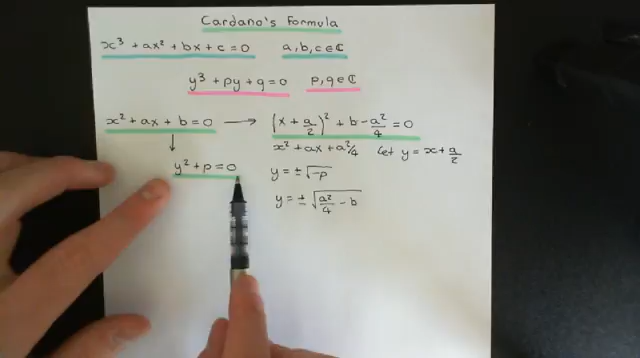 Cardano's Formula
x³ + ax² + bx + c = 0 a, b, c ∈ ℂ
y³ + py + q = 0 p, q ∈ ℂ
x² + ax + b = 0 → (x + a/2)² + b - a²/4 = 0
x² + ax + a²/4 Let y = x + a/2
↓
y² + p = 0 y = ±√-p
y = ±√(a²/4 - b)